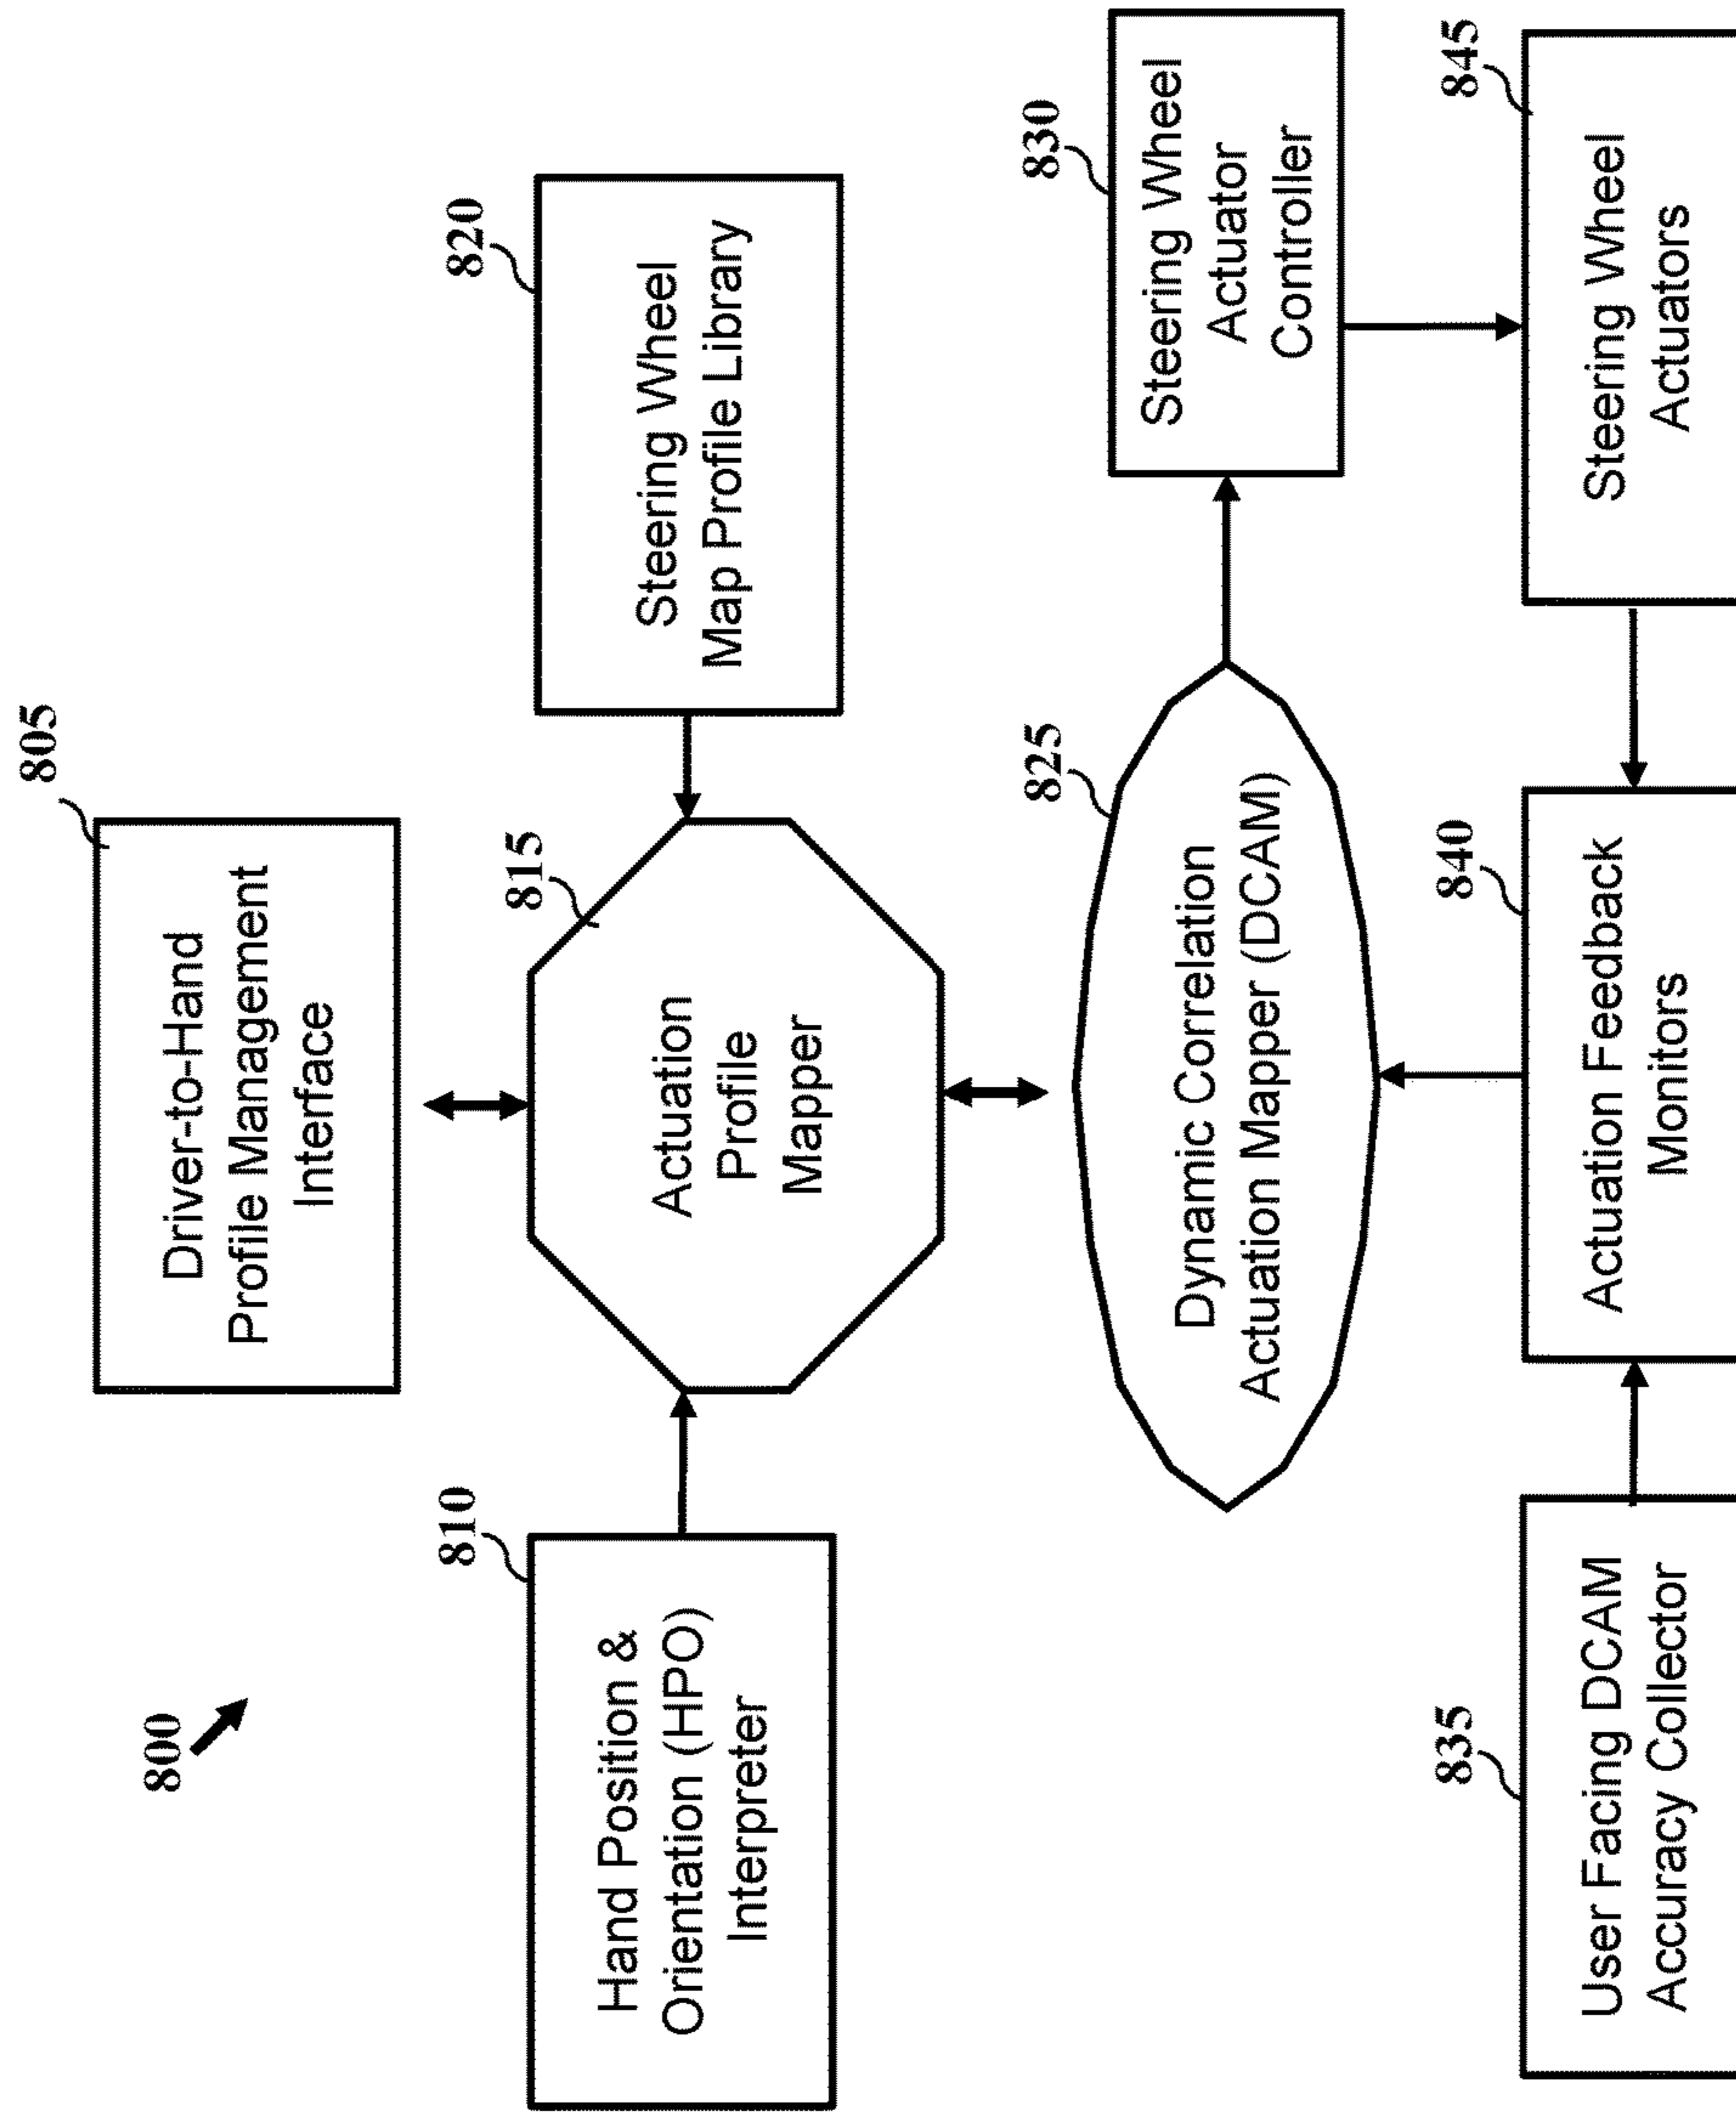 800
805
Driver-to-Hand
Profile Management
Interface
810
Hand Position &
Orientation (HPO)
Interpreter
815
Actuation
Profile
Mapper
820
Steering Wheel
Map Profile Library
825
Dynamic Correlation
Actuation Mapper (DCAM)
830
Steering Wheel
Actuator
Controller
835
User Facing DCAM
Accuracy Collector
840
Actuation Feedback
Monitors
845
Steering Wheel
Actuators